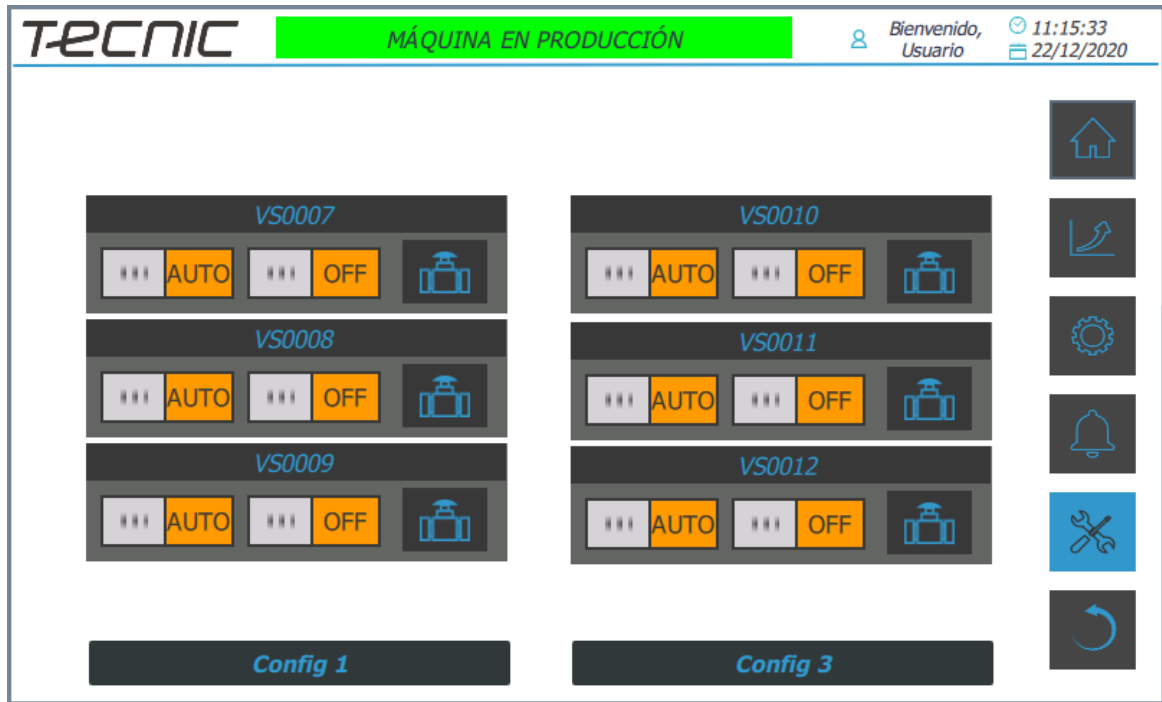 TECNIC
MÁQUINA EN PRODUCCIÓN
Bienvenido,
Usuario
11:15:33
22/12/2020
VS0007
AUTO OFF
VS0008
AUTO OFF
VS0009
AUTO OFF
VS0010
AUTO OFF
VS0011
AUTO OFF
VS0012
AUTO OFF
Config 1
Config 3